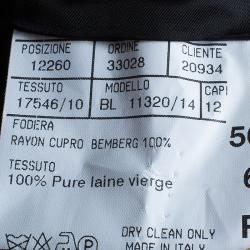 POSIZIONE ORDINE CLIENTE
12260 33028 20934
TESSUTO MODELLO CAPI
17546/10 BL 11320/14 12
FODERA
RAYON CUPRO BEMBERG 100%
TESSUTO
100% Pure laine vierge
DRY CLEAN ONLY
MADE IN ITALY